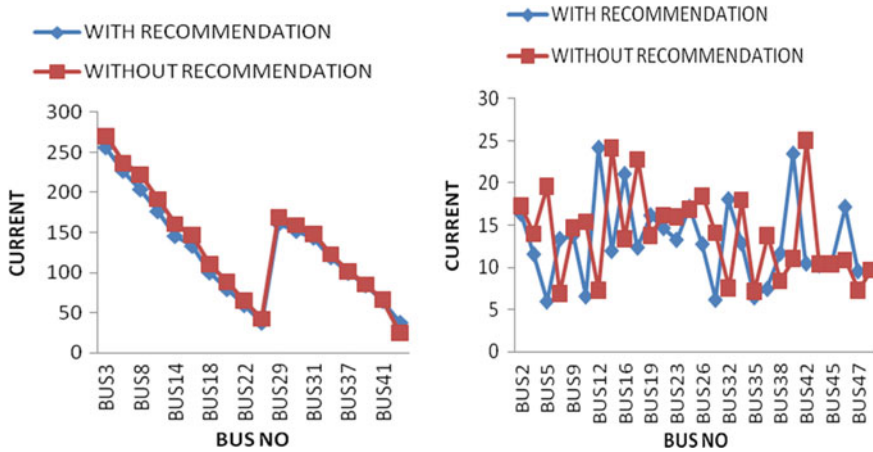 WITH RECOMMENDATION
WITHOUT RECOMMENDATION
300
250
200
150
100
50
0
CURRENT
BUS3
BUS8
BUS14
BUS18
BUS22
BUS29
BUS31
BUS37
BUS41
BUS NO
WITH RECOMMENDATION
WITHOUT RECOMMENDATION
30
25
20
15
10
5
0
CURRENT
BUS2
BUS5
BUS9
BUS12
BUS16
BUS19
BUS23
BUS26
BUS32
BUS35
BUS38
BUS42
BUS45
BUS47
BUS NO